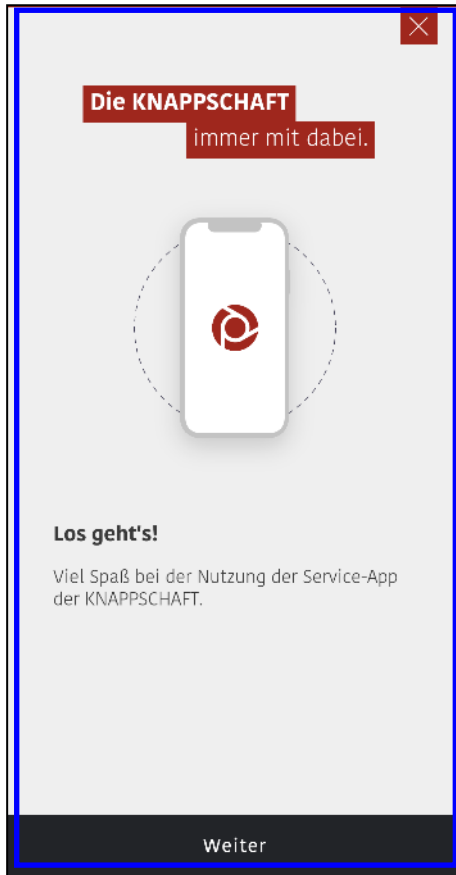 Die KNAPPSCHAFT
immer mit dabei.
Los geht's!
Viel Spaß bei der Nutzung der Service-App
der KNAPPSCHAFT.
Weiter